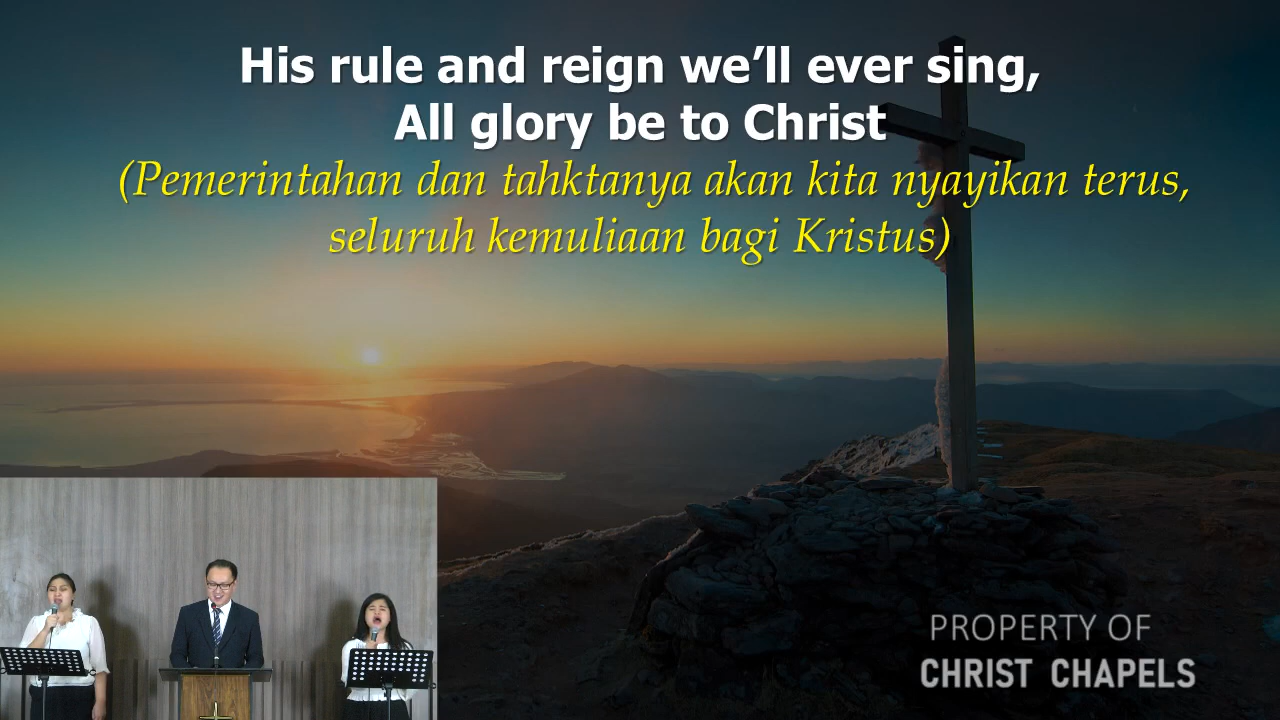 His rule and reign we’ll ever sing,
All glory be to Christ
(Pemerintahan dan tahktanya akan kita nyayikan terus,
seluruh kemuliaan bagi Kristus)
PROPERTY OF
CHRIST CHAPELS